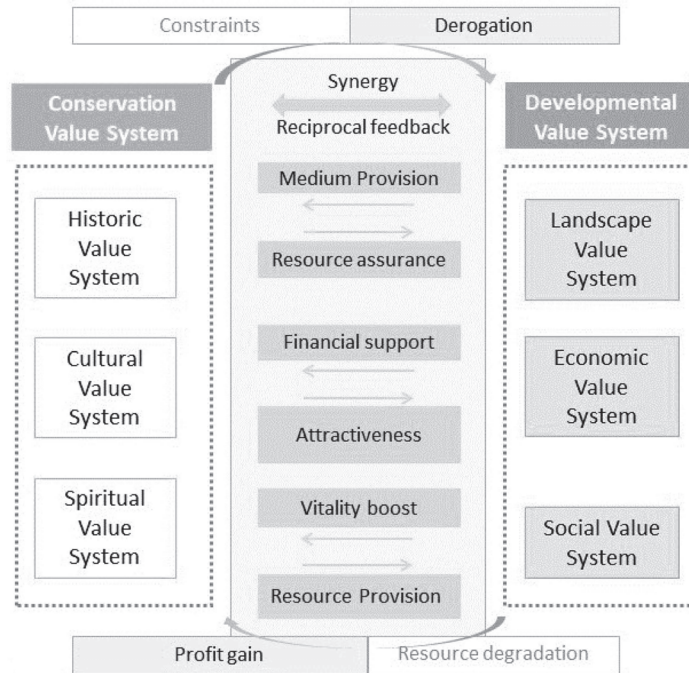 Constraints
Derogation
Conservation
Value System
Synergy
Reciprocal feedback
Developmental
Value System
Historic
Value
System
Cultural
Value
System
Spiritual
Value
System
Medium Provision
Resource assurance
Financial support
Attractiveness
Vitality boost
Resource Provision
Landscape
Value
System
Economic
Value
System
Social Value
System
Profit gain
Resource degradation